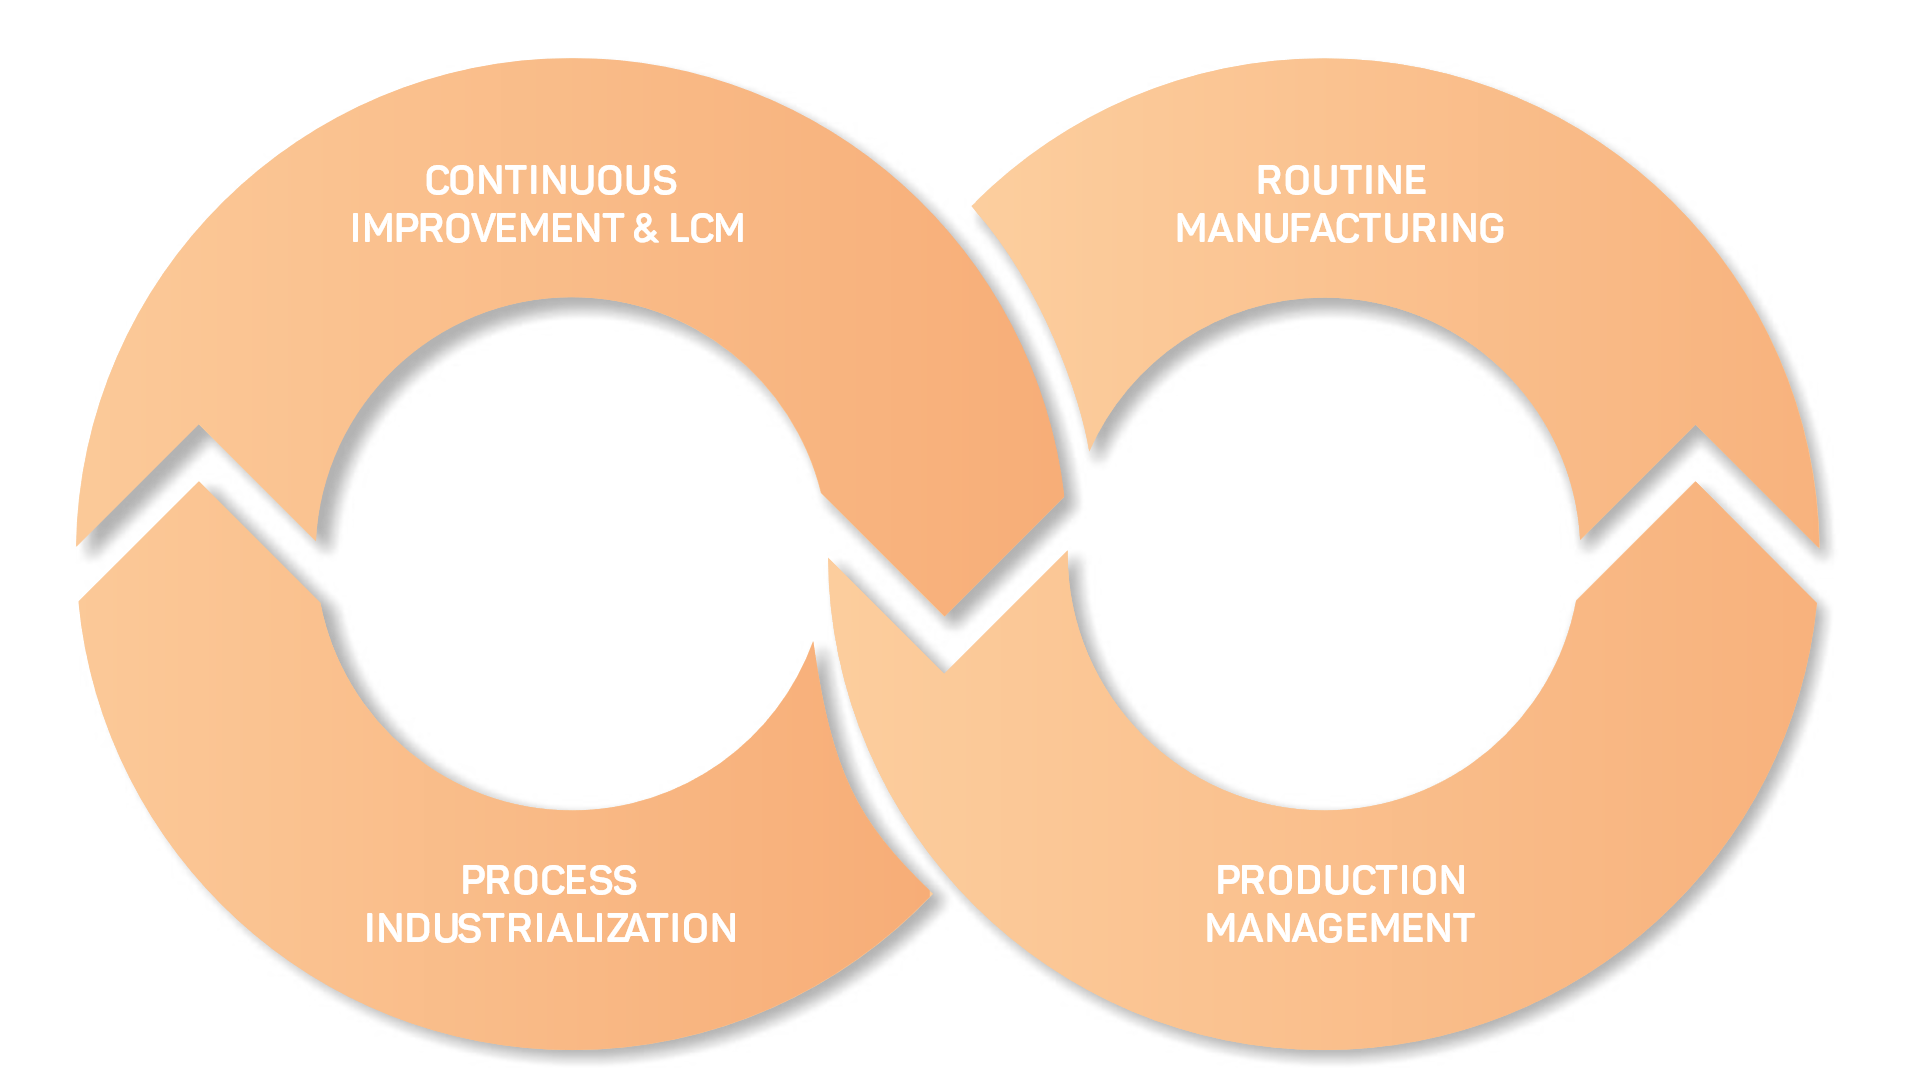 CONTINUOUS
IMPROVEMENT & LCM
ROUTINE
MANUFACTURING
PROCESS
INDUSTRIALIZATION
PRODUCTION
MANAGEMENT